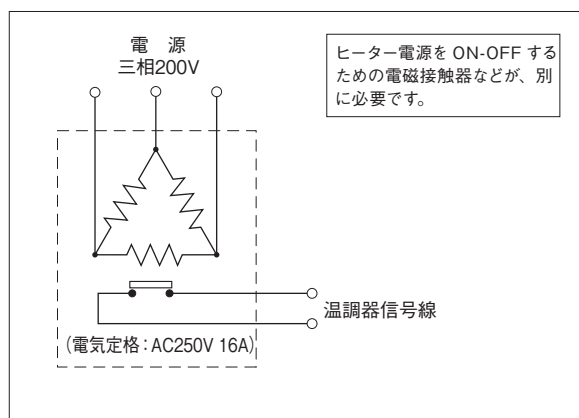 電　源
三相200V
ヒーター電源を ON-OFF する
ための電磁接触器などが、別
に必要です。
温調器信号線
(電気定格：AC250V 16A)